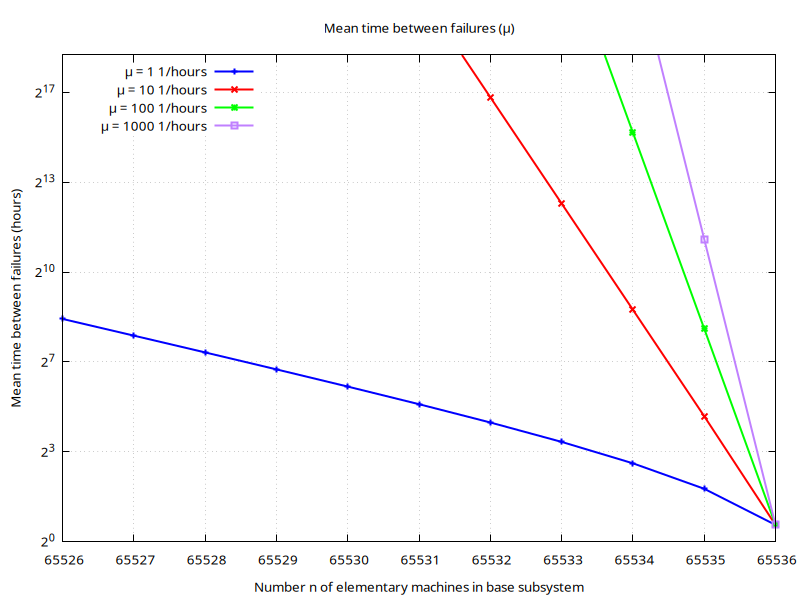 Mean time between failures (μ)
μ = 1 1/hours
μ = 10 1/hours
μ = 100 1/hours
μ = 1000 1/hours
Mean time between failures (hours)
2^17
2^13
2^10
2^7
2^3
2^0
65526 65527 65528 65529 65530 65531 65532 65533 65534 65535 65536
Number n of elementary machines in base subsystem